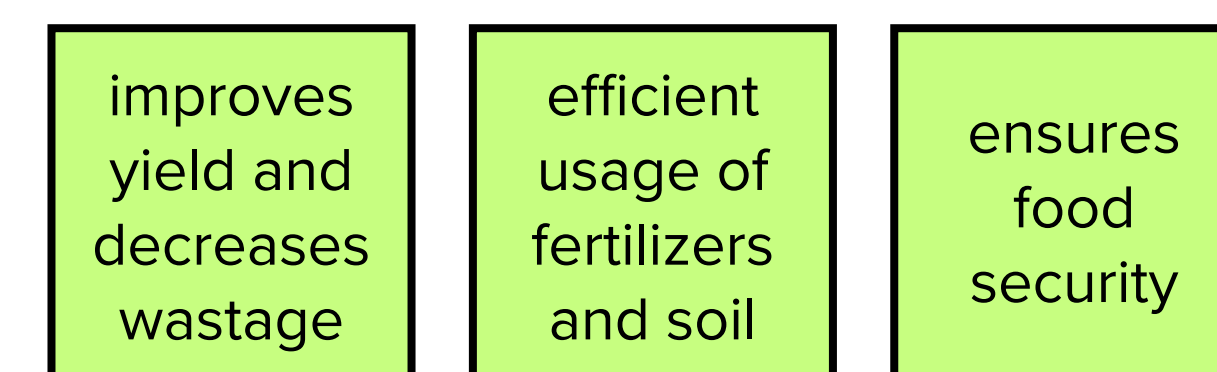 improves
yield and
decreases
wastage
efficient
usage of
fertilizers
and soil
ensures
food
security